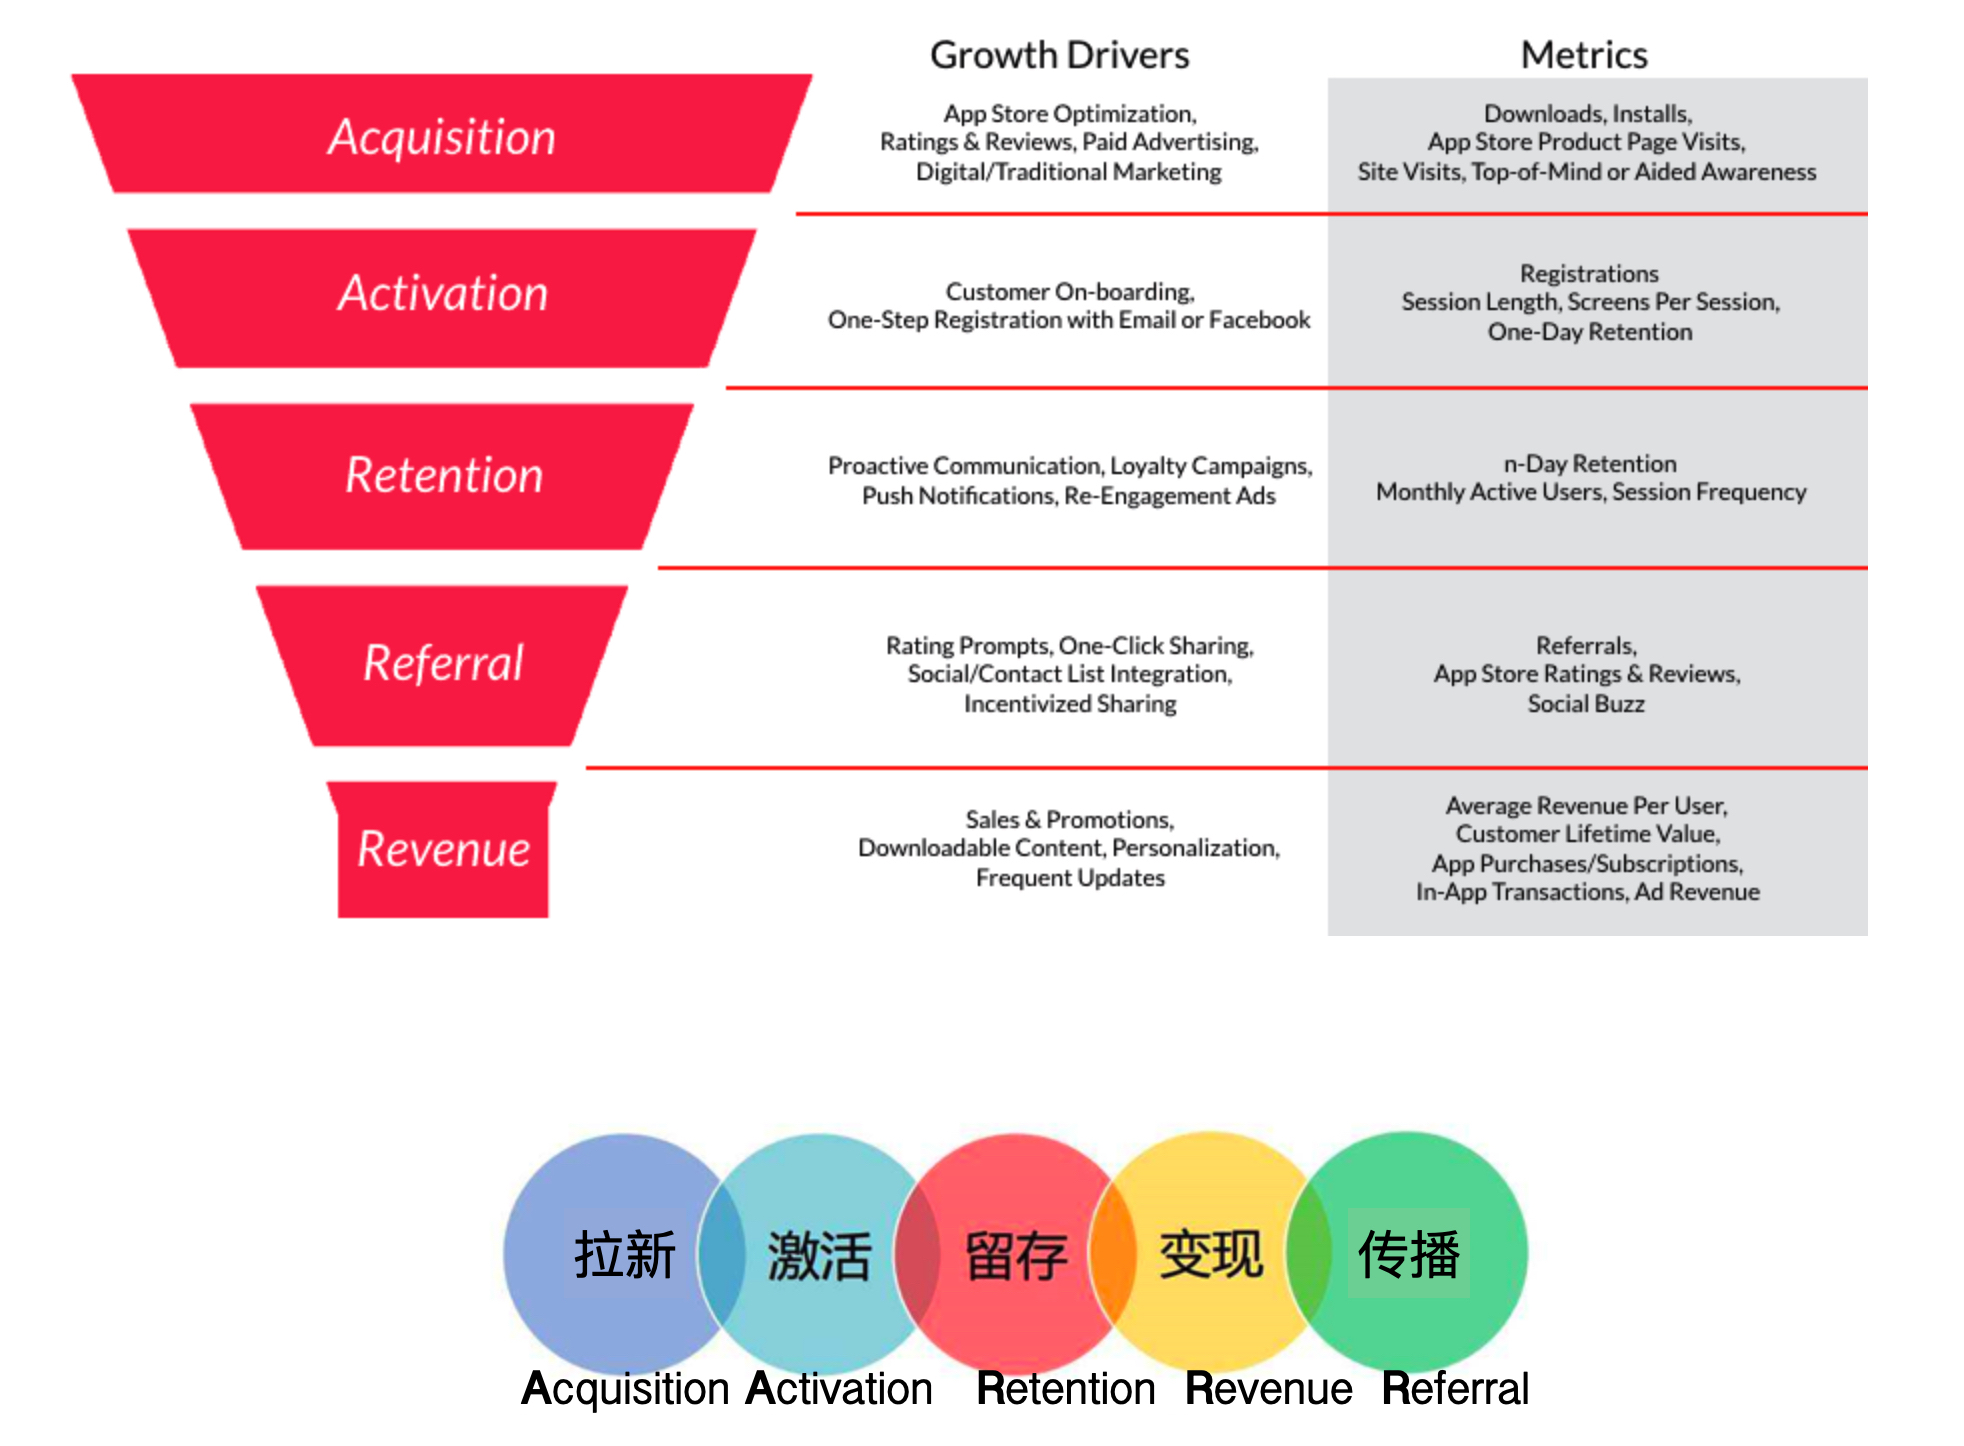 Growth Drivers
Metrics
Acquisition
App Store Optimization,
Ratings & Reviews, Paid Advertising,
Digital/Traditional Marketing
Downloads, Installs,
App Store Product Page Visits,
Site Visits, Top-of-Mind or Aided Awareness
Activation
Customer On-boarding,
One-Step Registration with Email or Facebook
Registrations
Session Length, Screens Per Session,
One-Day Retention
Retention
Proactive Communication, Loyalty Campaigns,
Push Notifications, Re-Engagement Ads
n-Day Retention
Monthly Active Users, Session Frequency
Referral
Rating Prompts, One-Click Sharing,
Social/Contact List Integration,
Incentivized Sharing
Referrals,
App Store Ratings & Reviews,
Social Buzz
Revenue
Sales & Promotions,
Downloadable Content, Personalization,
Frequent Updates
Average Revenue Per User,
Customer Lifetime Value,
App Purchases/Subscriptions,
In-App Transactions, Ad Revenue
拉新
激活
留存
变现
传播
Acquisition
Activation
Retention
Revenue
Referral